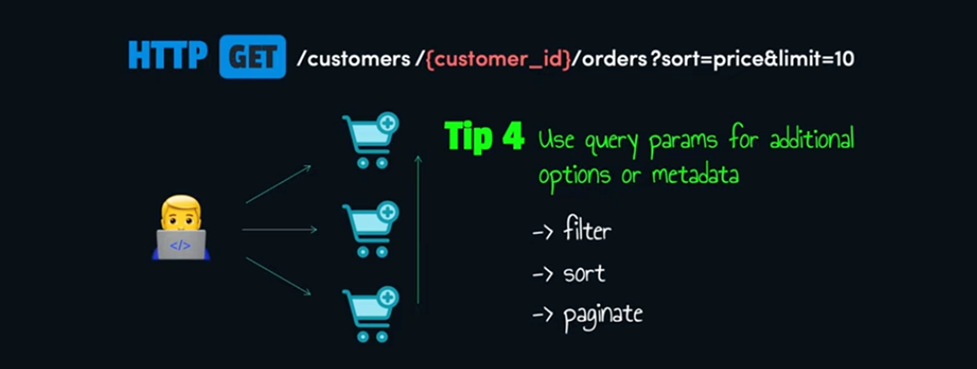 HTTP GET /customers /{customer_id}/orders ?sort=price&limit=10
Tip 4 Use query params for additional
options or metadata
-> filter
-> sort
-> paginate
</>